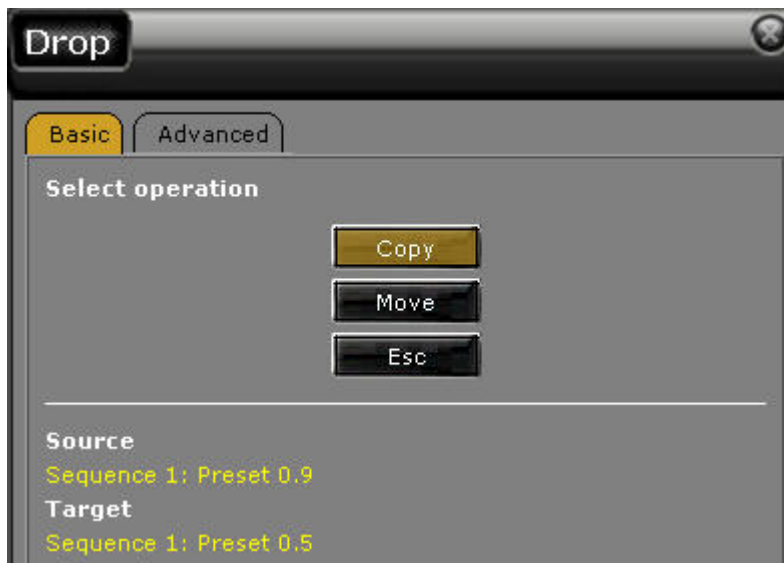 Drop
Basic Advanced
Select operation
Copy
Move
Esc
Source
Sequence 1: Preset 0.9
Target
Sequence 1: Preset 0.5